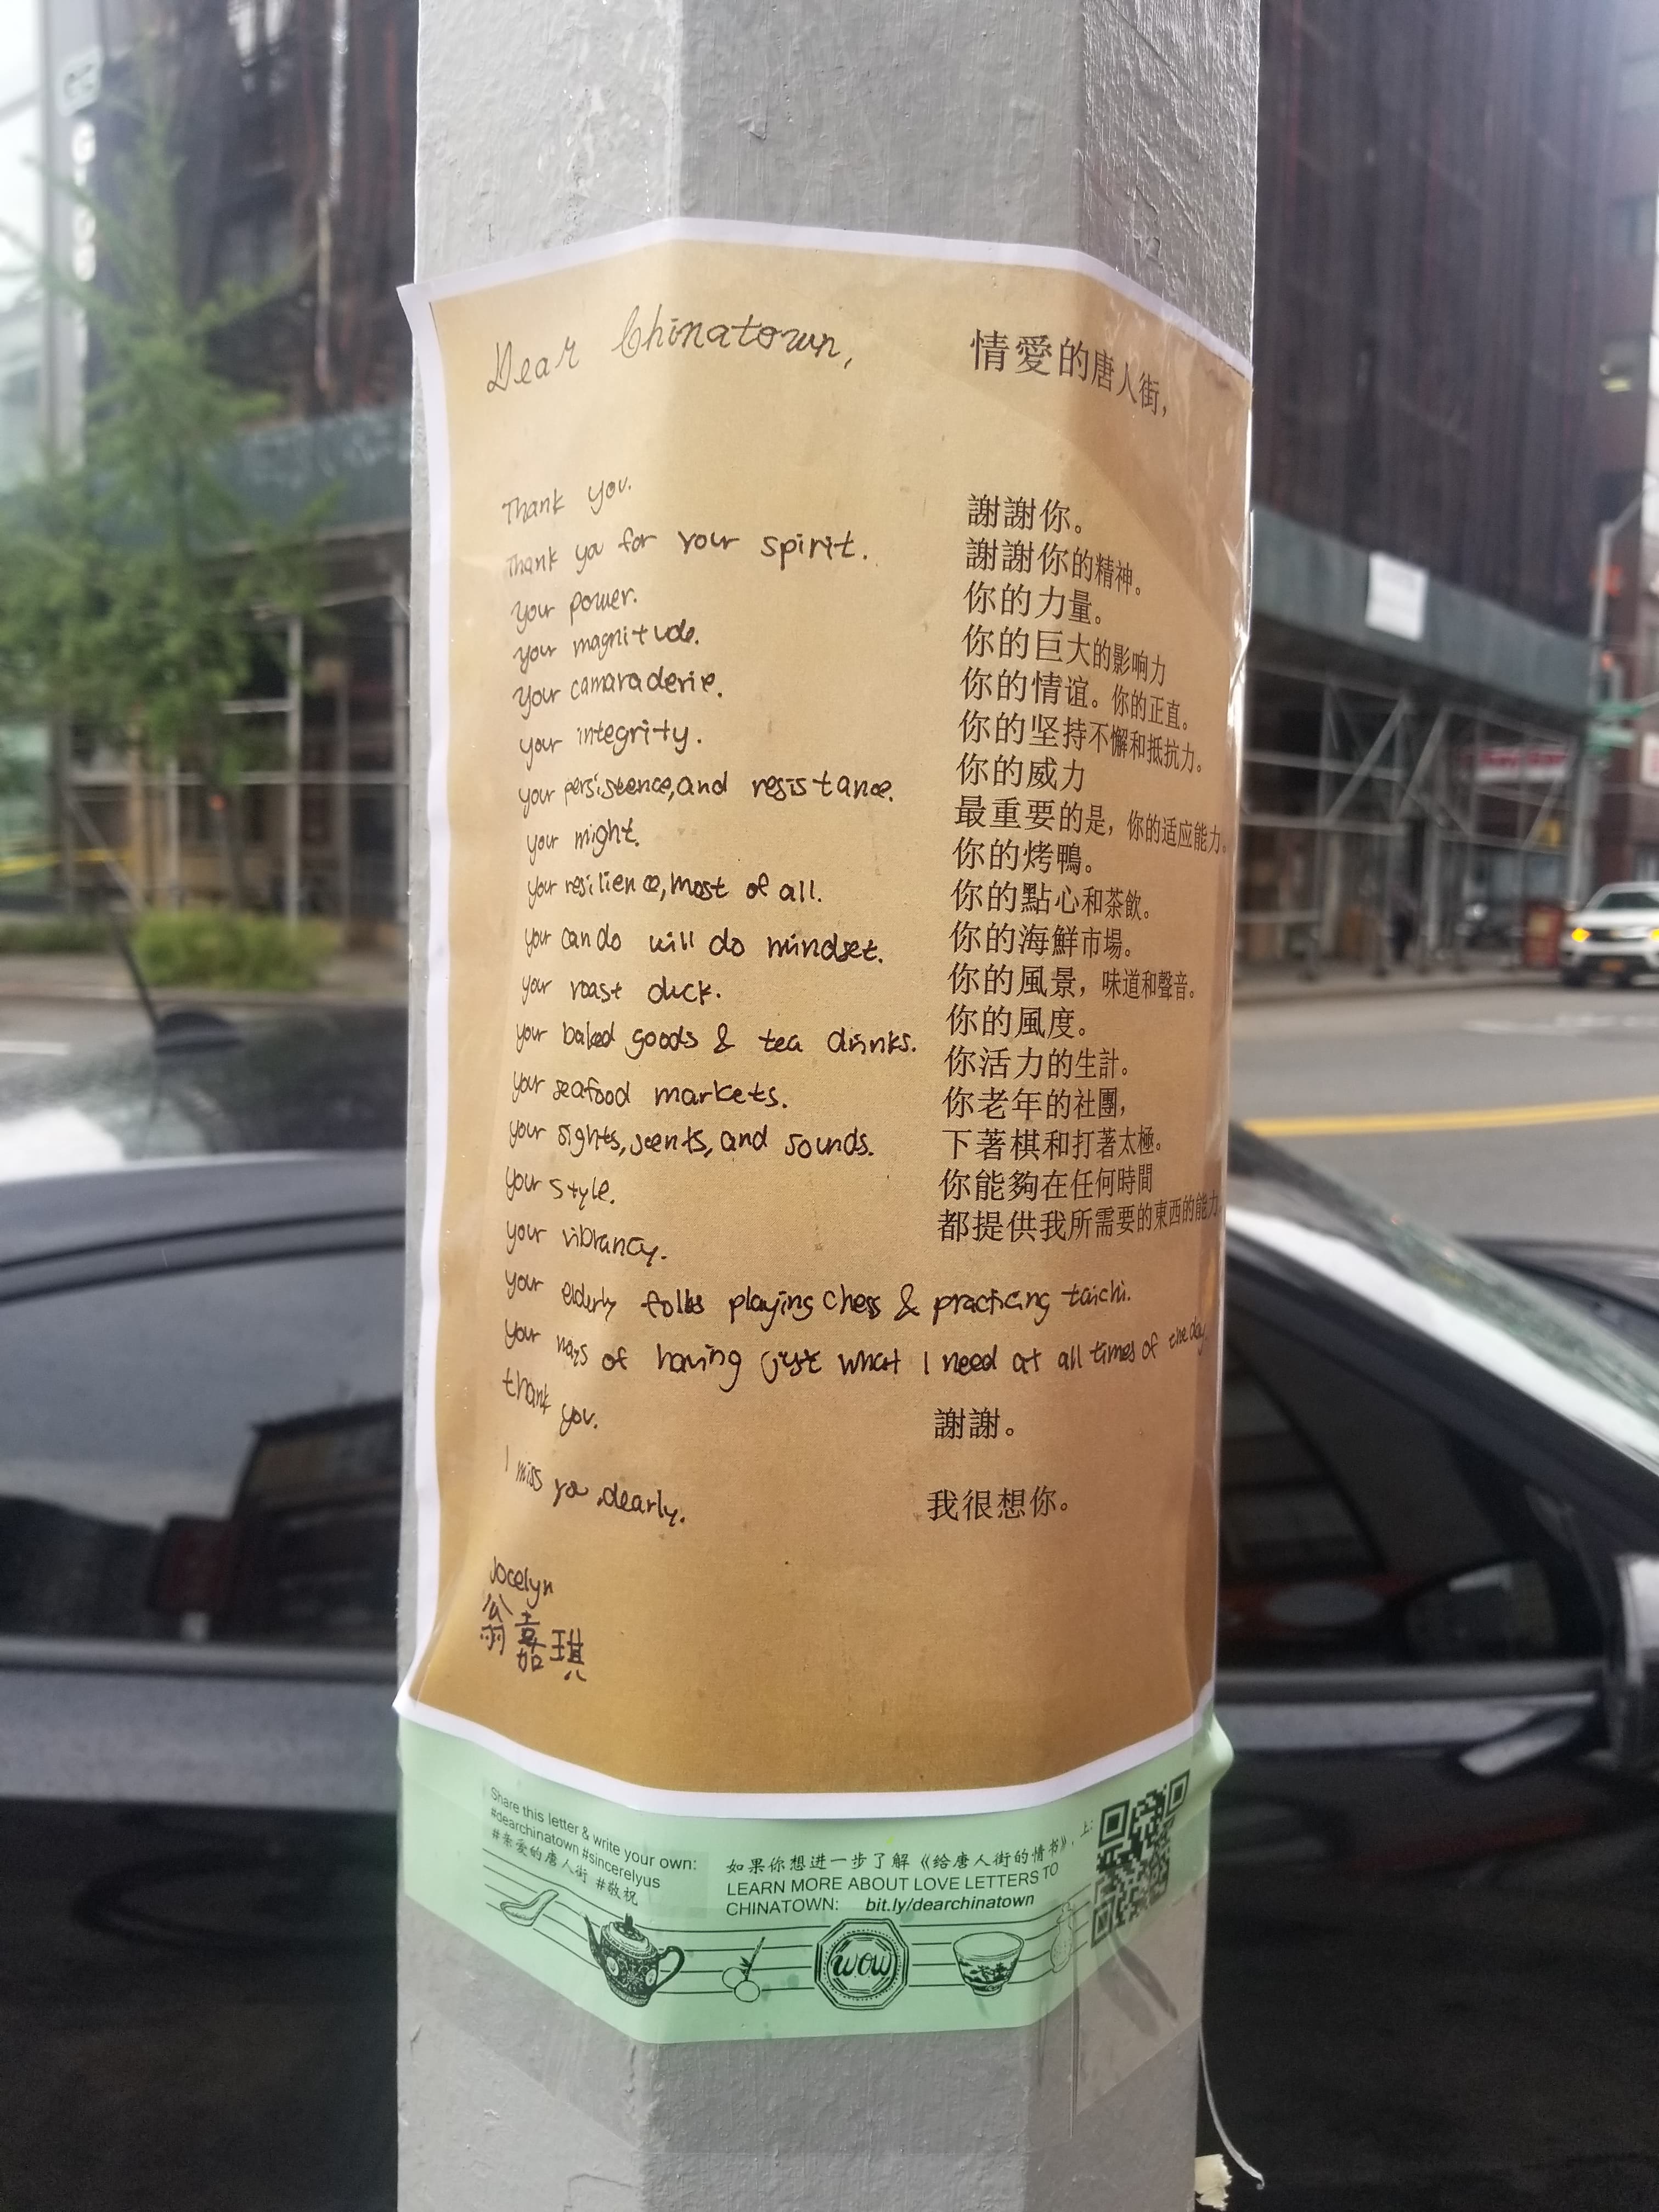 Dear Chinatown,
Thank you.
Thank you for your spirit.
your power.
your magnitude.
your camaraderie.
your integrity.
your persistence, and resistance.
your might.
your resilience, most of all.
your can do will do mindset.
your roast duck.
your baked goods & tea drinks.
your seafood markets.
your sights, scents, and sounds.
your style.
your vibrancy.
your elderly folks playing chess & practicing taichi.
your ways of having just what I need at all times of the day.
thank you.
I miss you dearly.
Jocelyn
翁嘉琪
情愛的唐人街,
謝謝你。
謝謝你的精神。
你的力量。
你的巨大的影响力
你的情谊。你的正直。
你的坚持不懈和抵抗力。
你的威力
最重要的是，你的适应能力。
你的烤鴨。
你的點心和茶飲。
你的海鮮市場。
你的風景，味道和聲音。
你的風度。
你活力的生計。
你老年的社團，
下著棋和打著太極。
你能夠在任何時間
都提供我所需要的東西的能力。
謝謝。
我很想你。
Share this letter & write your own:
#dearchinatown #sincerelyus
#亲爱的唐人街 #敬祝
如果你想进一步了解《给唐人街的情书》, 上:
LEARN MORE ABOUT LOVE LETTERS TO
CHINATOWN: bit.ly/dearchinatown
WOW